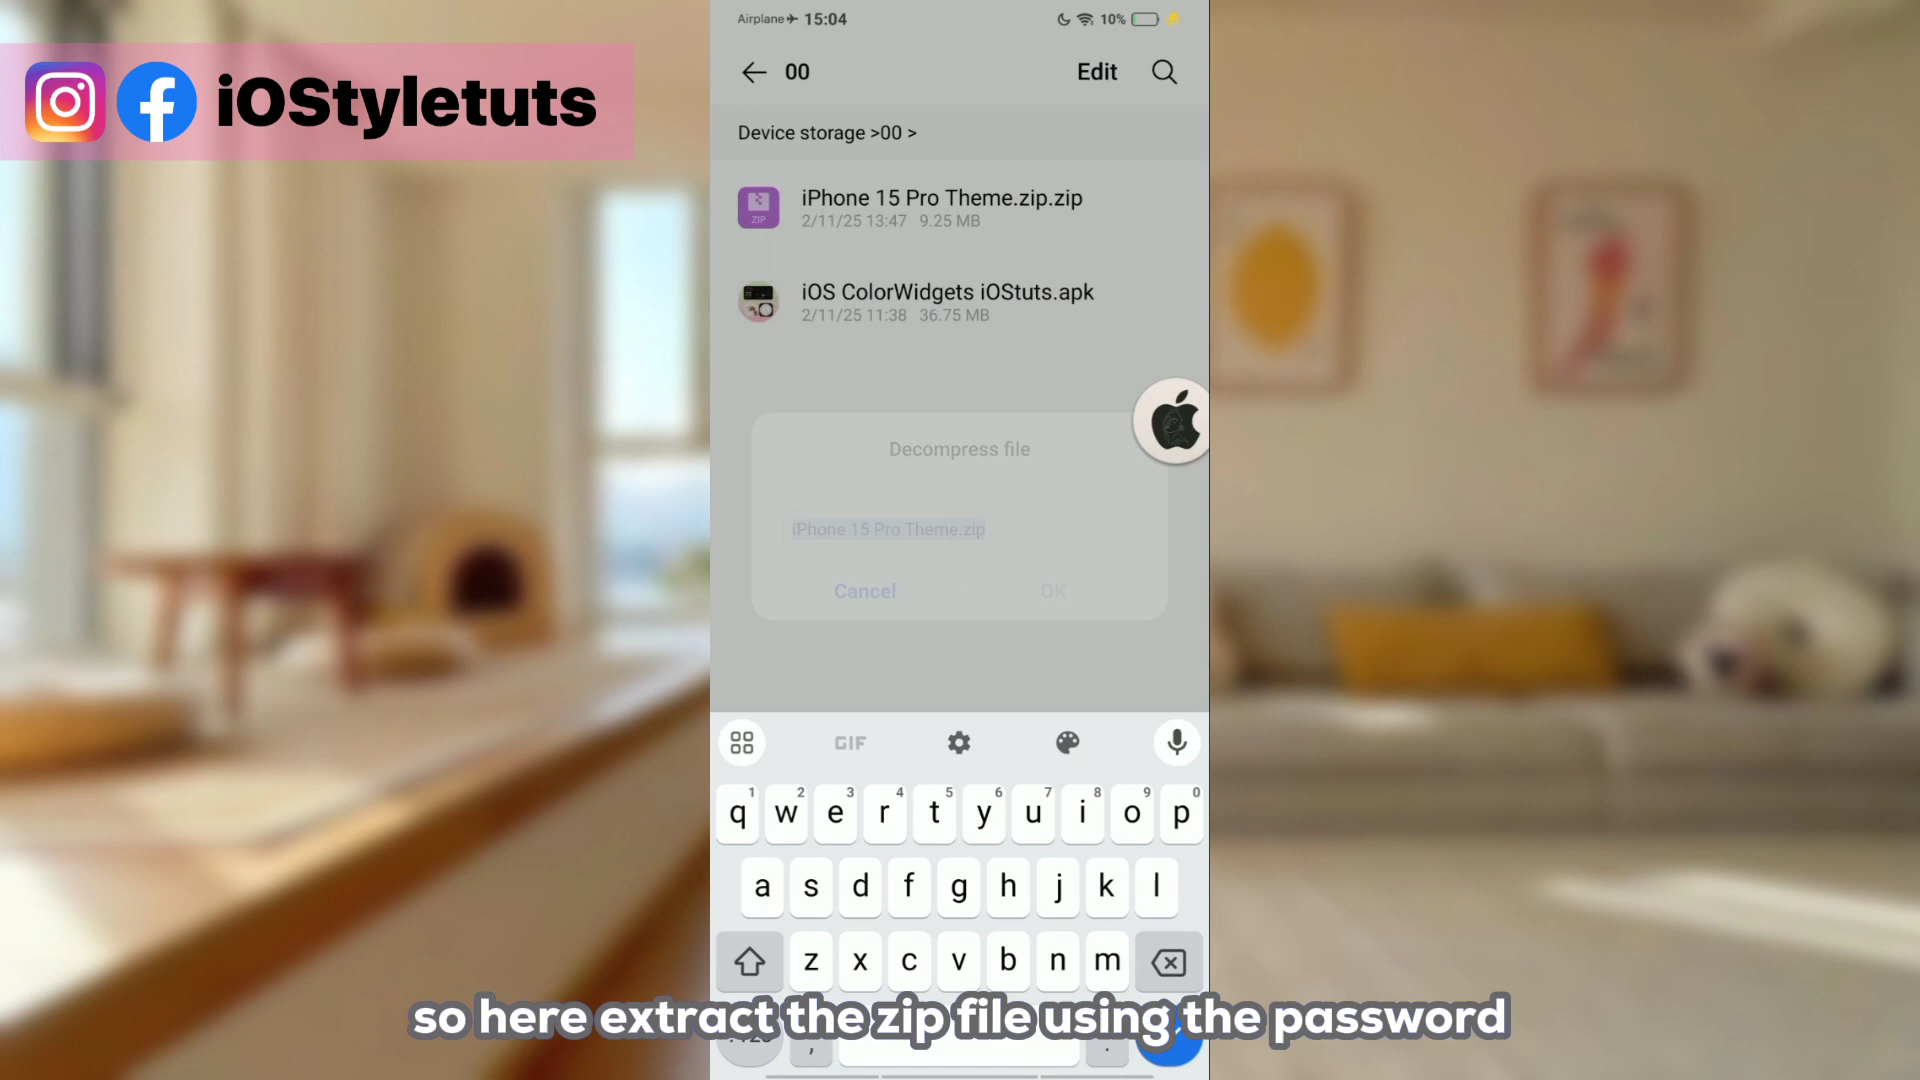 iOStyletuts
Airplane 15:04 10%
00 Edit
Device storage >00 >
iPhone 15 Pro Theme.zip.zip
ZIP
2/11/25 13:47 9.25 MB
iOS ColorWidgets iOStuts.apk
2/11/25 11:38 36.75 MB
Decompress file
iPhone 15 Pro Theme.zip
Cancel OK
GIF
1 2 3 4 5 6 7 8 9 0
q w e r t y u i o p
a s d f g h j k l
z x c v b n m
so here extract the zip file using the password
, .